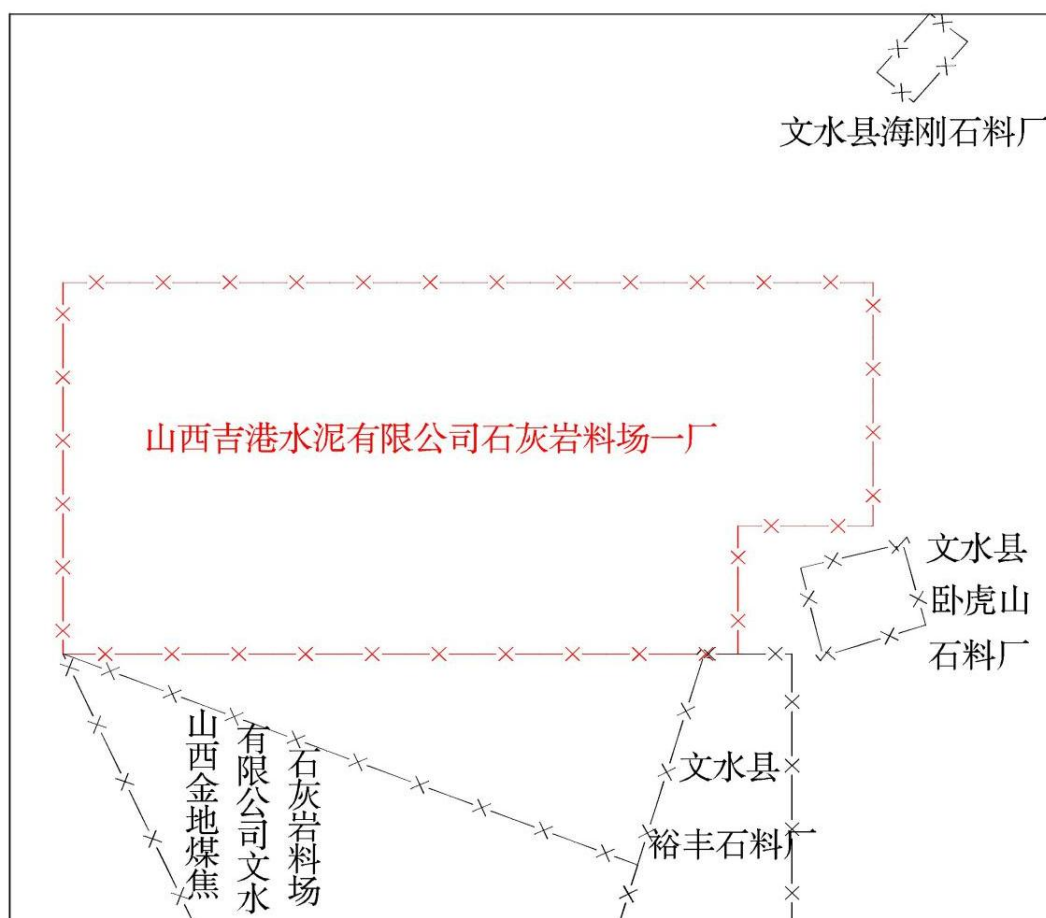 文水县海刚石料厂
山西吉港水泥有限公司石灰岩料场一厂
文水县
卧虎山
石料厂
山西金地煤焦
有限公司文水
石灰岩料场
文水县
裕丰石料厂